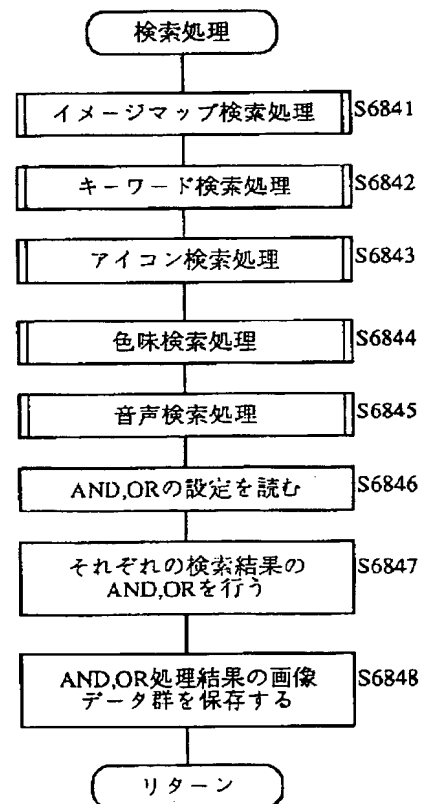 検索処理
イメージマップ検索処理 S6841
キーワード検索処理 S6842
アイコン検索処理 S6843
色味検索処理 S6844
音声検索処理 S6845
AND,ORの設定を読む S6846
それぞれの検索結果の S6847
AND,ORを行う
AND,OR処理結果の画像 S6848
データ群を保存する
リターン